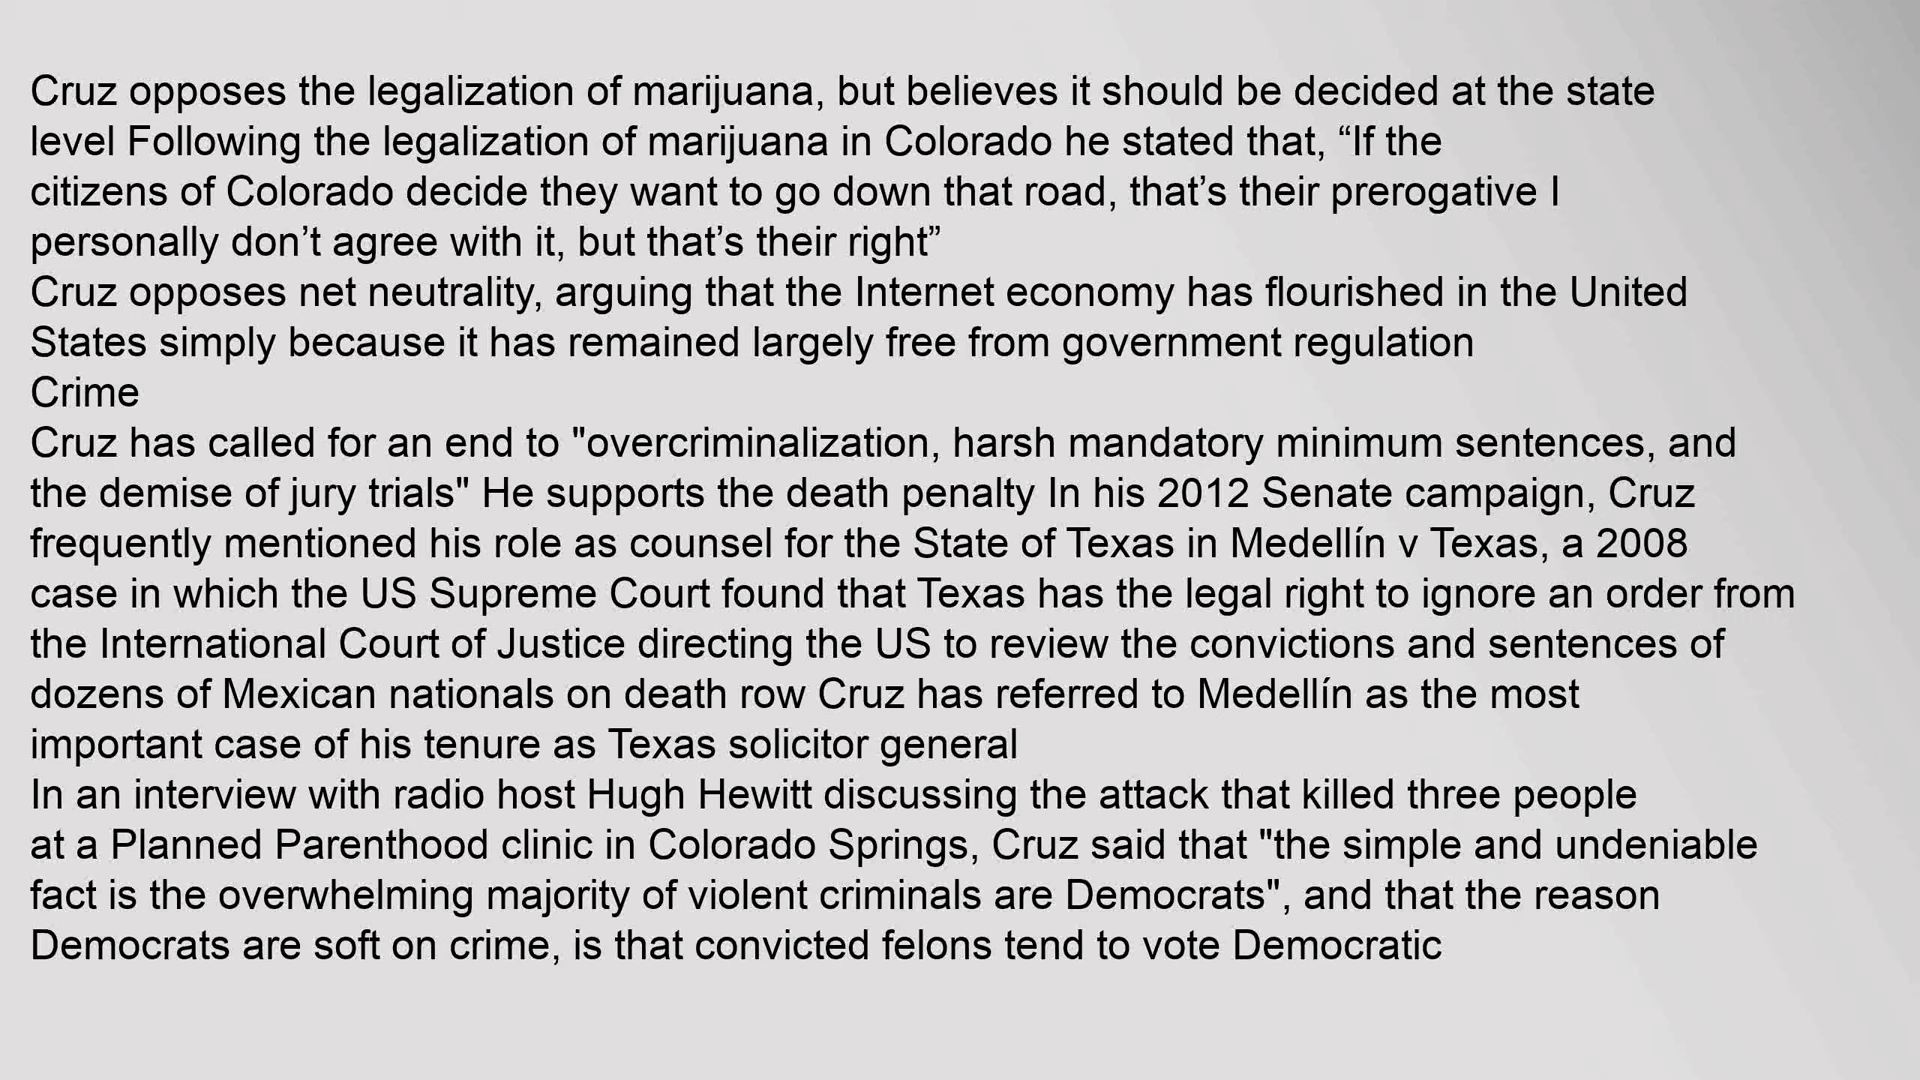 Cruz opposes the legalization of marijuana, but believes it should be decided at the state
level Following the legalization of marijuana in Colorado he stated that, “If the
citizens of Colorado decide they want to go down that road, that’s their prerogative I
personally don’t agree with it, but that’s their right”
Cruz opposes net neutrality, arguing that the Internet economy has flourished in the United
States simply because it has remained largely free from government regulation
Crime
Cruz has called for an end to "overcriminalization, harsh mandatory minimum sentences, and
the demise of jury trials" He supports the death penalty In his 2012 Senate campaign, Cruz
frequently mentioned his role as counsel for the State of Texas in Medellín v Texas, a 2008
case in which the US Supreme Court found that Texas has the legal right to ignore an order from
the International Court of Justice directing the US to review the convictions and sentences of
dozens of Mexican nationals on death row Cruz has referred to Medellín as the most
important case of his tenure as Texas solicitor general
In an interview with radio host Hugh Hewitt discussing the attack that killed three people
at a Planned Parenthood clinic in Colorado Springs, Cruz said that "the simple and undeniable
fact is the overwhelming majority of violent criminals are Democrats", and that the reason
Democrats are soft on crime, is that convicted felons tend to vote Democratic